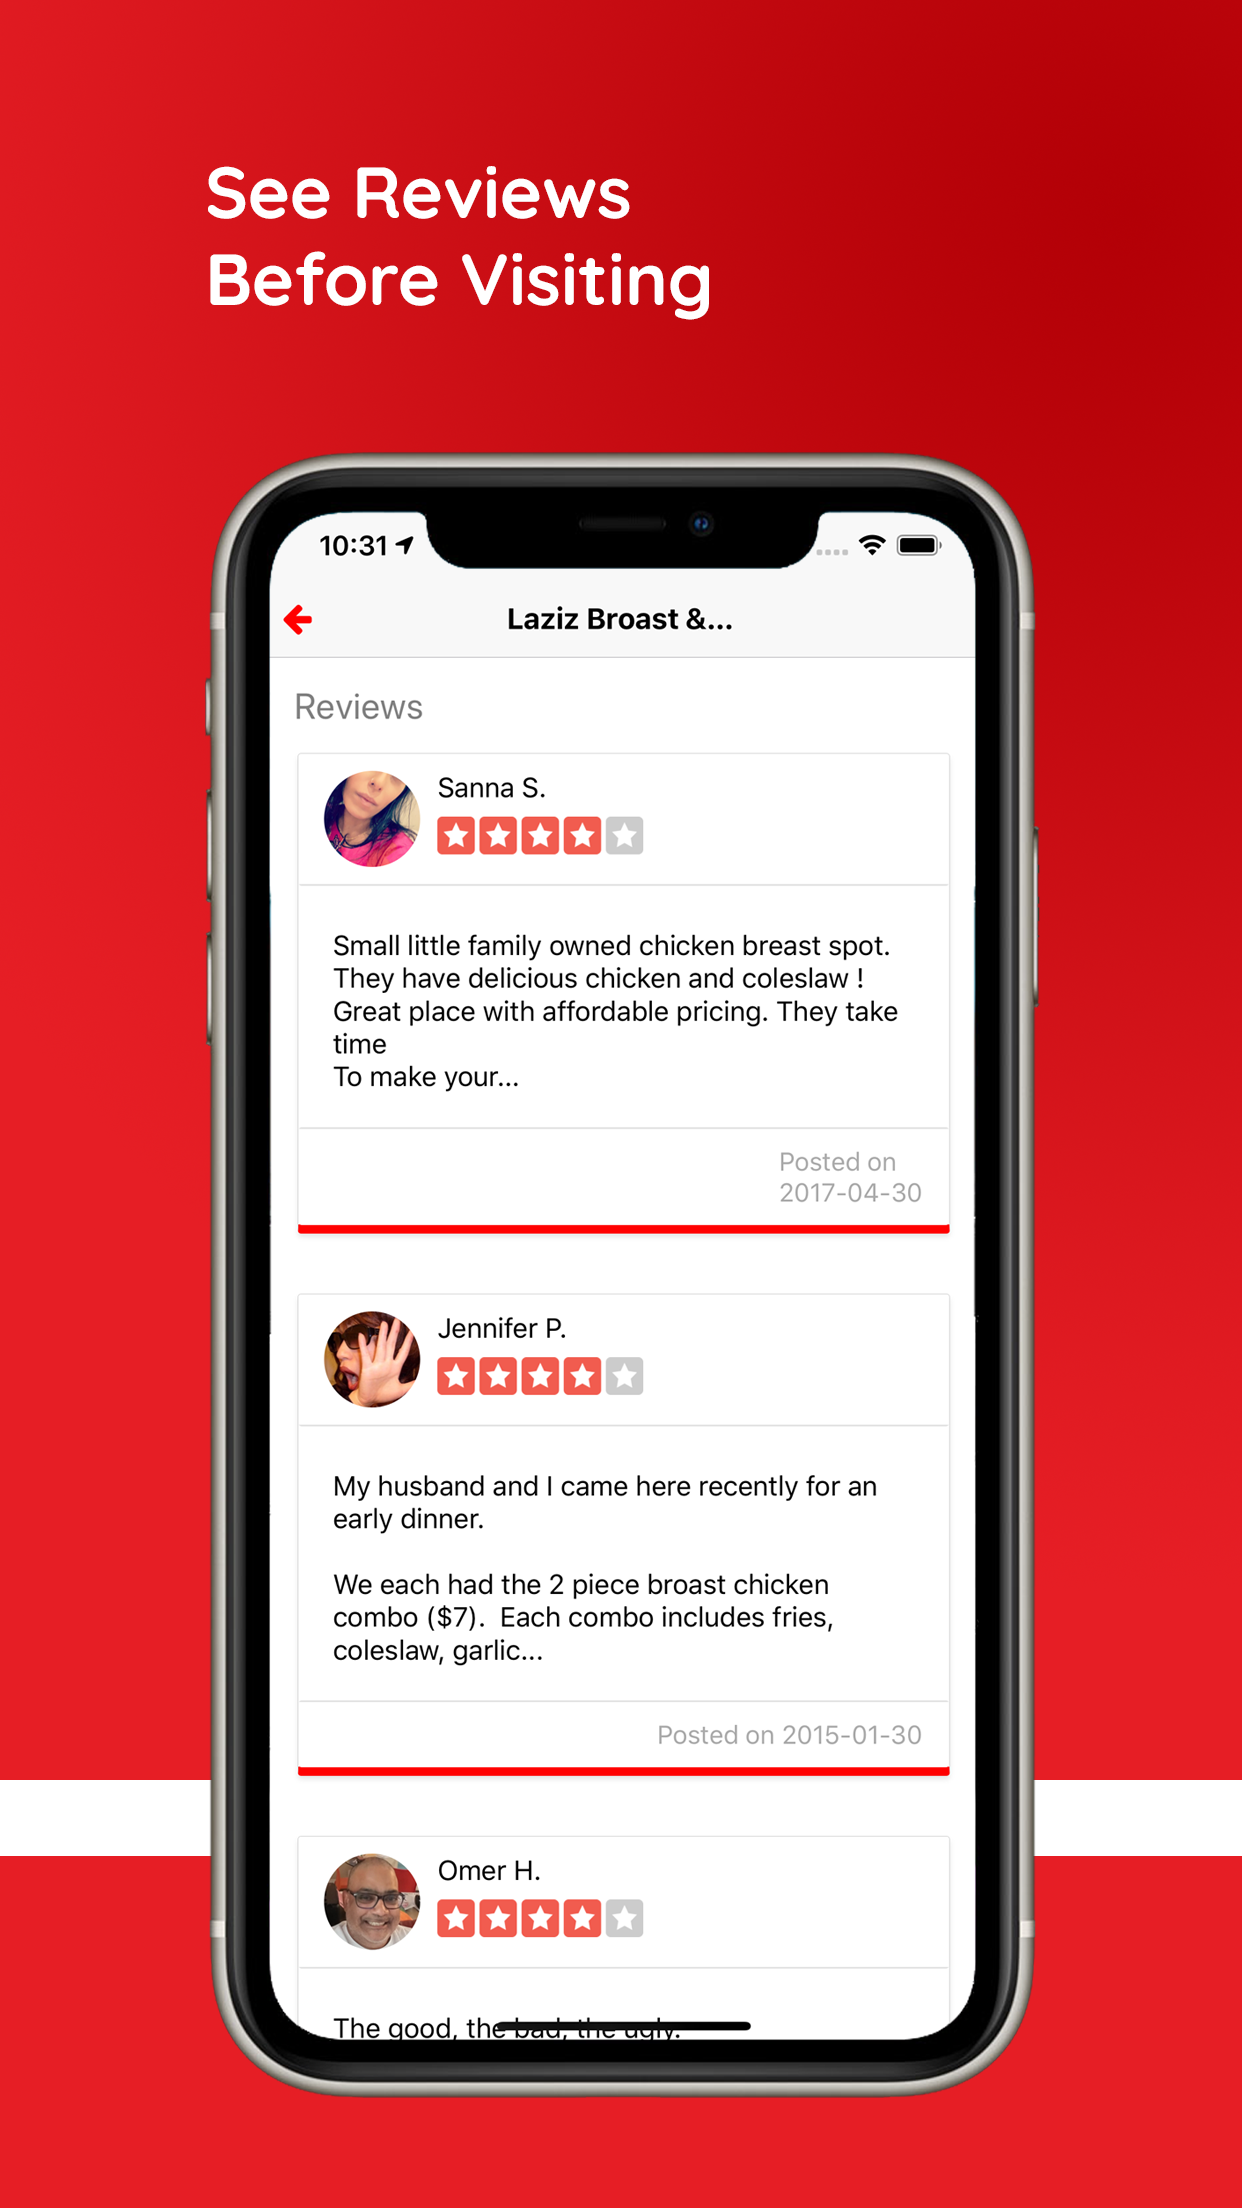 See Reviews
Before Visiting
10:31
Laziz Broast &...
Reviews
Sanna S.
Small little family owned chicken breast spot.
They have delicious chicken and coleslaw !
Great place with affordable pricing. They take
time
To make your...
Posted on
2017-04-30
Jennifer P.
My husband and I came here recently for an
early dinner.
We each had the 2 piece broast chicken
combo ($7).  Each combo includes fries,
coleslaw, garlic...
Posted on 2015-01-30
Omer H.
The good, the bad, the ugly.